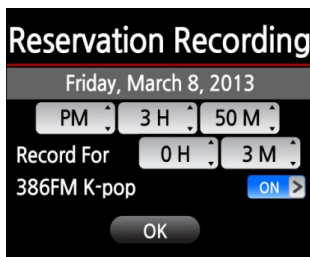 Reservation Recording
Friday, March 8, 2013
PM 3 H 50 M
Record For 0 H 3 M
386FM K-pop ON
OK